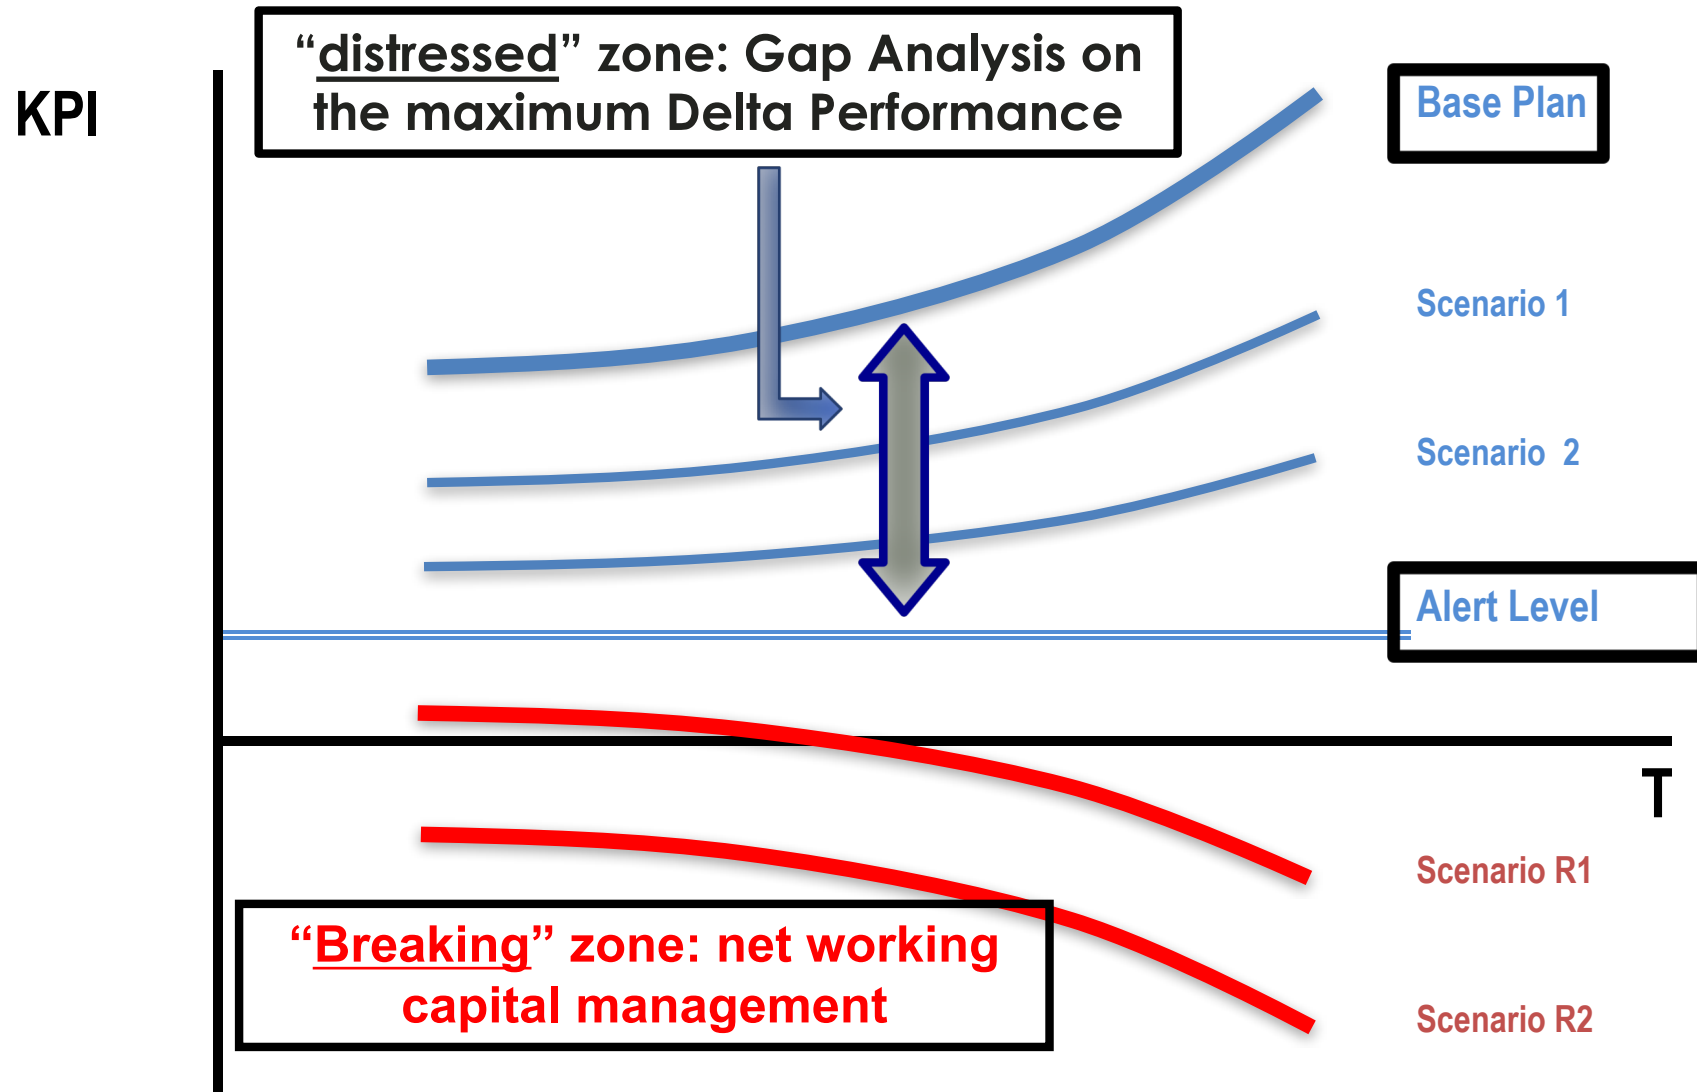 “distressed” zone: Gap Analysis on
the maximum Delta Performance
KPI
Base Plan
Scenario 1
Scenario  2
Alert Level
T
Scenario R1
“Breaking” zone: net working
capital management
Scenario R2